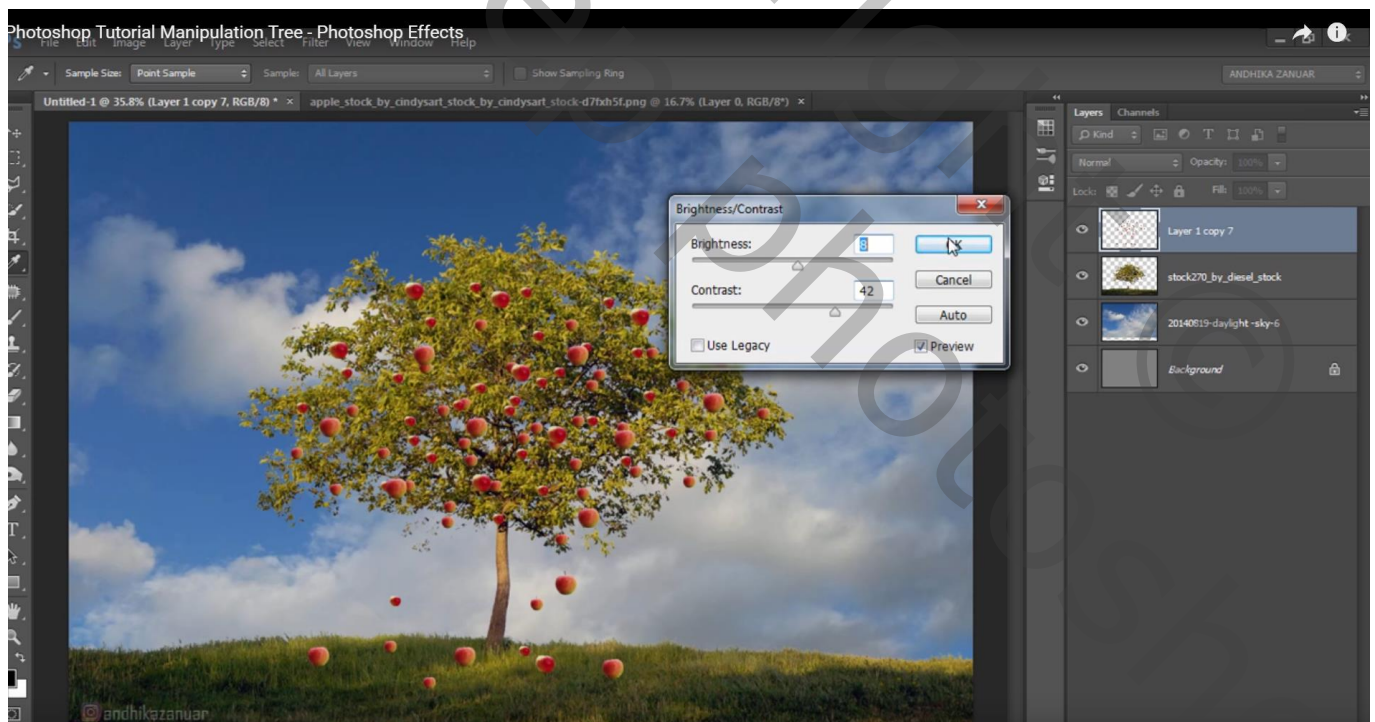 Photoshop Tutorial Manipulation Tree - Photoshop Effects
File Edit Image Layer Type Select Filter View Window Help
Sample Size: Point Sample Sample: All Layers Show Sampling Ring ANDHIKA ZANUAR
Untitled-1 @ 35.8% (Layer 1 copy 7, RGB/8) * × apple_stock_by_cindysart_stock_by_cindysart_stock-d7fxh5f.png @ 16.7% (Layer 0, RGB/8*) ×
Layers Channels
Kind
Normal Opacity: 100%
Lock: Fill: 100%
Layer 1 copy 7
stock270_by_diesel_stock
20140819-daylight-sky-6
Background
Brightness/Contrast
Brightness: 8 OK
Cancel
Contrast: 42
Auto
Use Legacy Preview
andhikazanuar